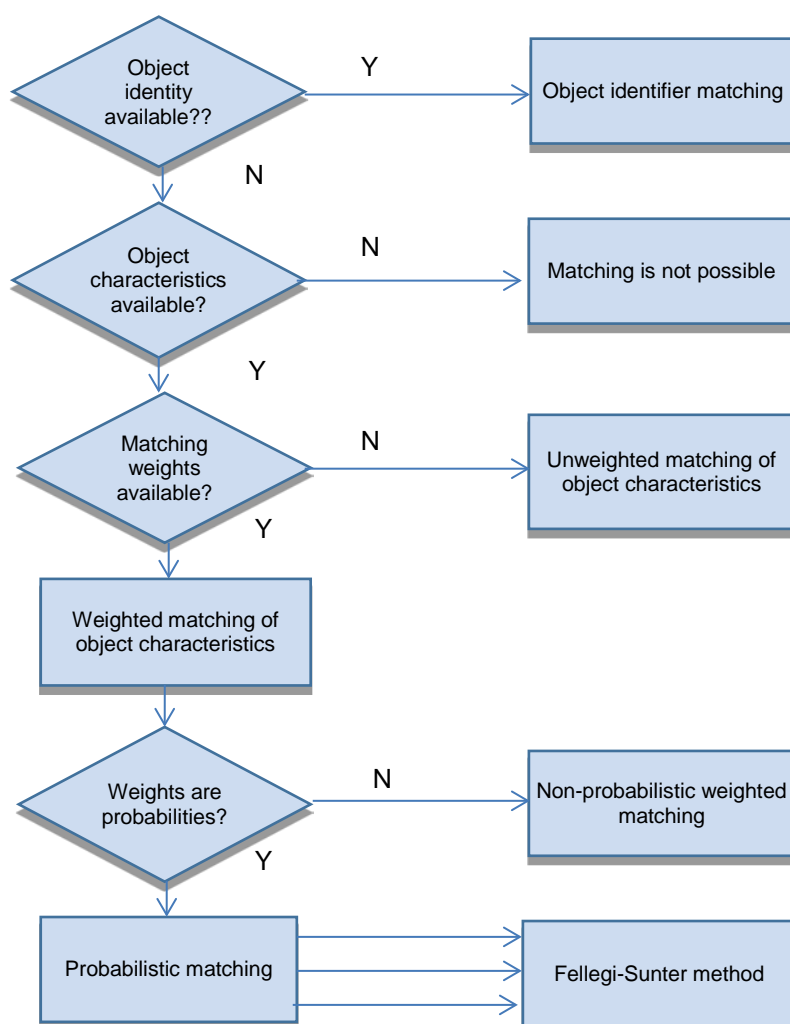 Object
identity
available??
Y
Object identifier matching
N
Object
characteristics
available?
N
Matching is not possible
Y
Matching
weights
available?
N
Unweighted matching of
object characteristics
Y
Weighted matching of
object characteristics
Weights are
probabilities?
N
Non-probabilistic weighted
matching
Y
Probabilistic matching
Fellegi-Sunter method